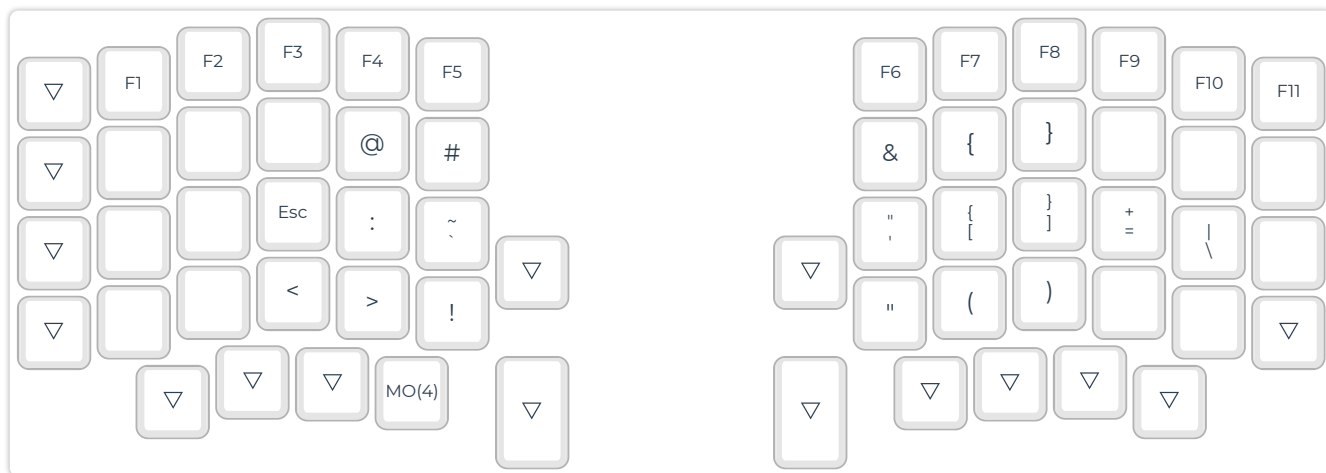 ▽ F1 F2 F3 F4 F5 F6 F7 F8 F9 F10 F11
▽ @ # & { }
▽ Esc : ~ ` ▽ ▽ " ' { [ } ] + = | \
▽ < > ! " ( ) ▽
▽ ▽ ▽ MO(4) ▽ ▽ ▽ ▽ ▽ ▽